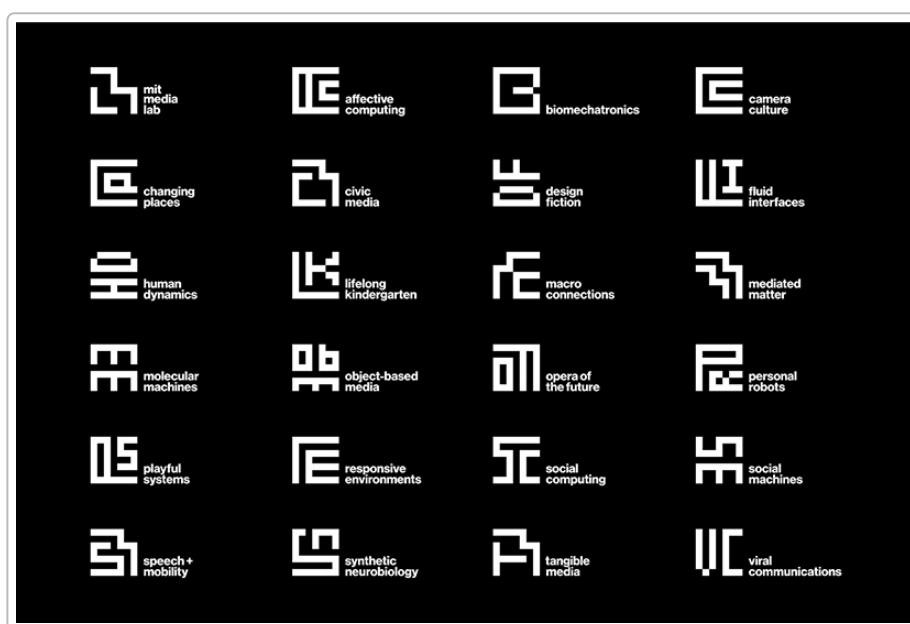 mit
media
lab
affective
computing
biomechatronics
camera
culture
changing
places
civic
media
design
fiction
fluid
interfaces
human
dynamics
lifelong
kindergarten
macro
connections
mediated
matter
molecular
machines
object-based
media
opera of
the future
personal
robots
playful
systems
responsive
environments
social
computing
social
machines
speech +
mobility
synthetic
neurobiology
tangible
media
viral
communications